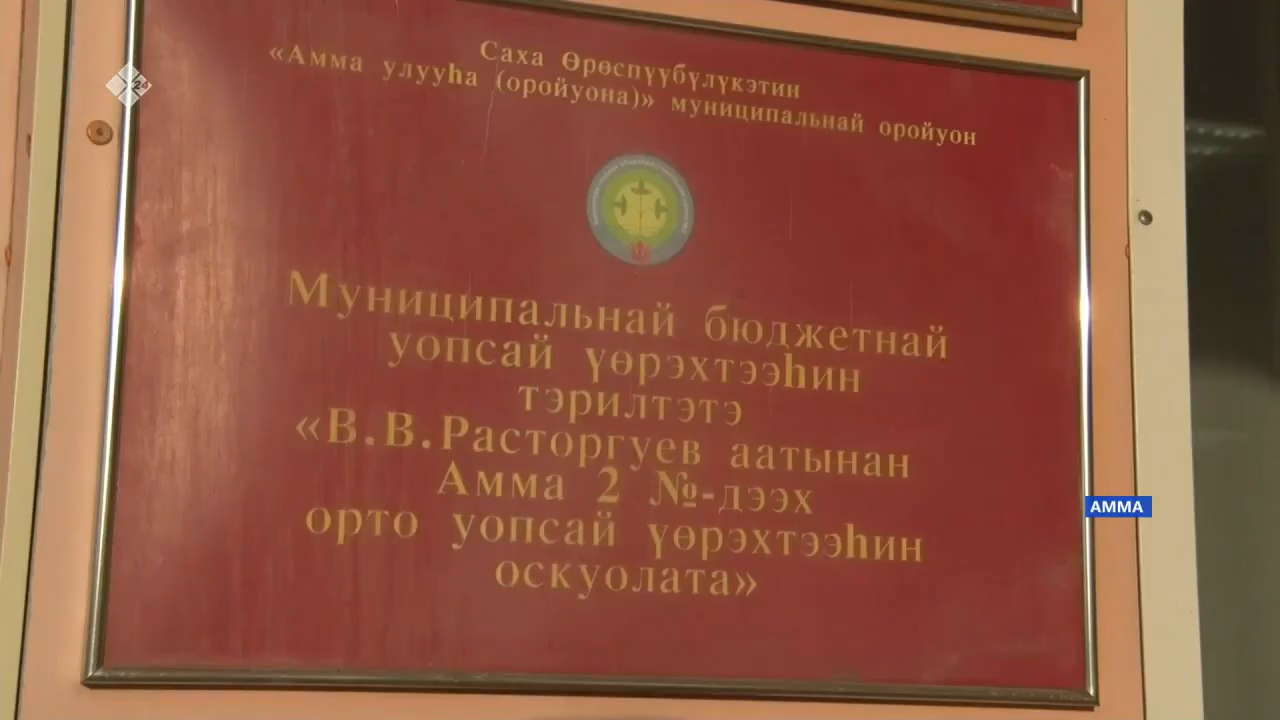 24
Саха Өрөспүүбүлүкэтин
«Амма улууһа (оройуона)» муниципальнай оройуон
Муниципальнай бюджетнай
уопсай үөрэхтээһин
тэрилтэтэ
«В.В.Расторгуев аатынан
Амма 2 №-дээх
орто уопсай үөрэхтээһин
оскуолата»
АММА